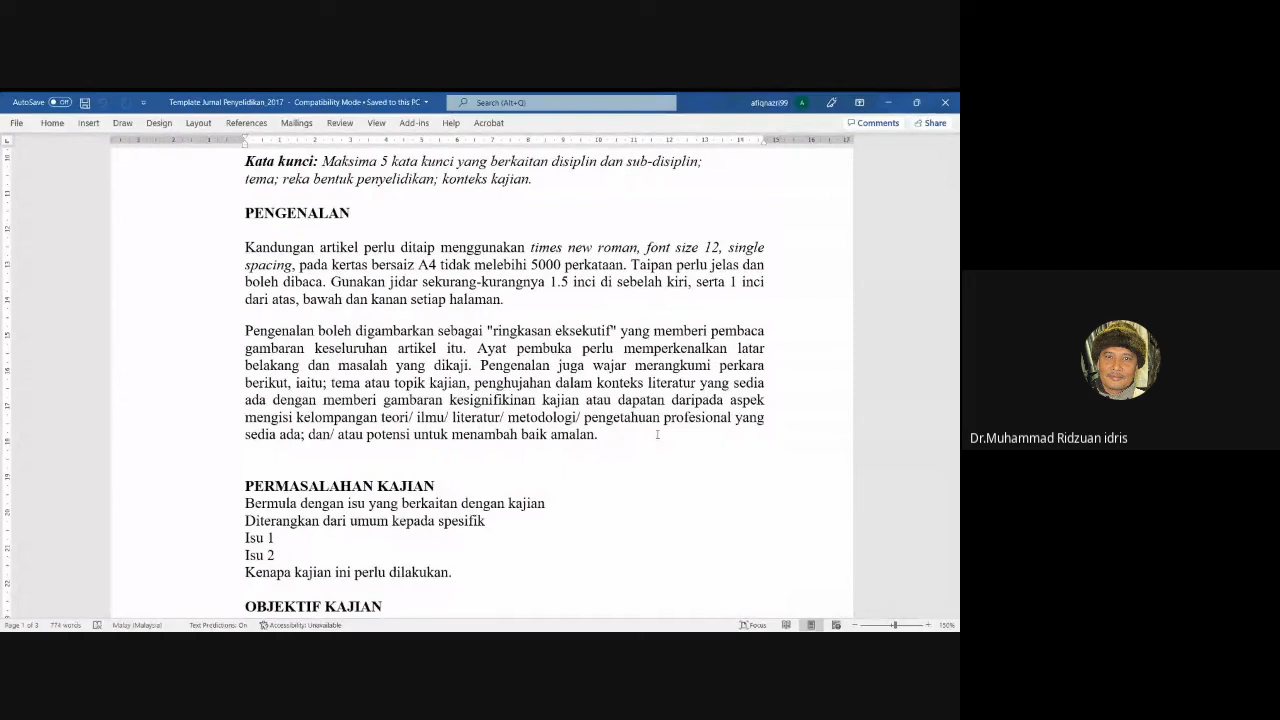 AutoSave Off Template Jurnal Penyelidikan_2017 - Compatibility Mode • Saved to this PC Search (Alt+Q) afiqnazri99 A
File Home Insert Draw Design Layout References Mailings Review View Add-ins Help Acrobat Comments Share
Kata kunci: Maksima 5 kata kunci yang berkaitan disiplin dan sub-disiplin;
tema; reka bentuk penyelidikan; konteks kajian.
PENGENALAN
Kandungan artikel perlu ditaip menggunakan times new roman, font size 12, single
spacing, pada kertas bersaiz A4 tidak melebihi 5000 perkataan. Taipan perlu jelas dan
boleh dibaca. Gunakan jidar sekurang-kurangnya 1.5 inci di sebelah kiri, serta 1 inci
dari atas, bawah dan kanan setiap halaman.
Pengenalan boleh digambarkan sebagai "ringkasan eksekutif" yang memberi pembaca
gambaran keseluruhan artikel itu. Ayat pembuka perlu memperkenalkan latar
belakang dan masalah yang dikaji. Pengenalan juga wajar merangkumi perkara
berikut, iaitu; tema atau topik kajian, penghujahan dalam konteks literatur yang sedia
ada dengan memberi gambaran kesignifikinan kajian atau dapatan daripada aspek
mengisi kelompangan teori/ ilmu/ literatur/ metodologi/ pengetahuan profesional yang
sedia ada; dan/ atau potensi untuk menambah baik amalan.
PERMASALAHAN KAJIAN
Bermula dengan isu yang berkaitan dengan kajian
Diterangkan dari umum kepada spesifik
Isu 1
Isu 2
Kenapa kajian ini perlu dilakukan.
OBJEKTIF KAJIAN
Page 1 of 3 774 words Malay (Malaysia) Text Predictions: On Accessibility: Unavailable Focus 150%
Dr.Muhammad Ridzuan idris